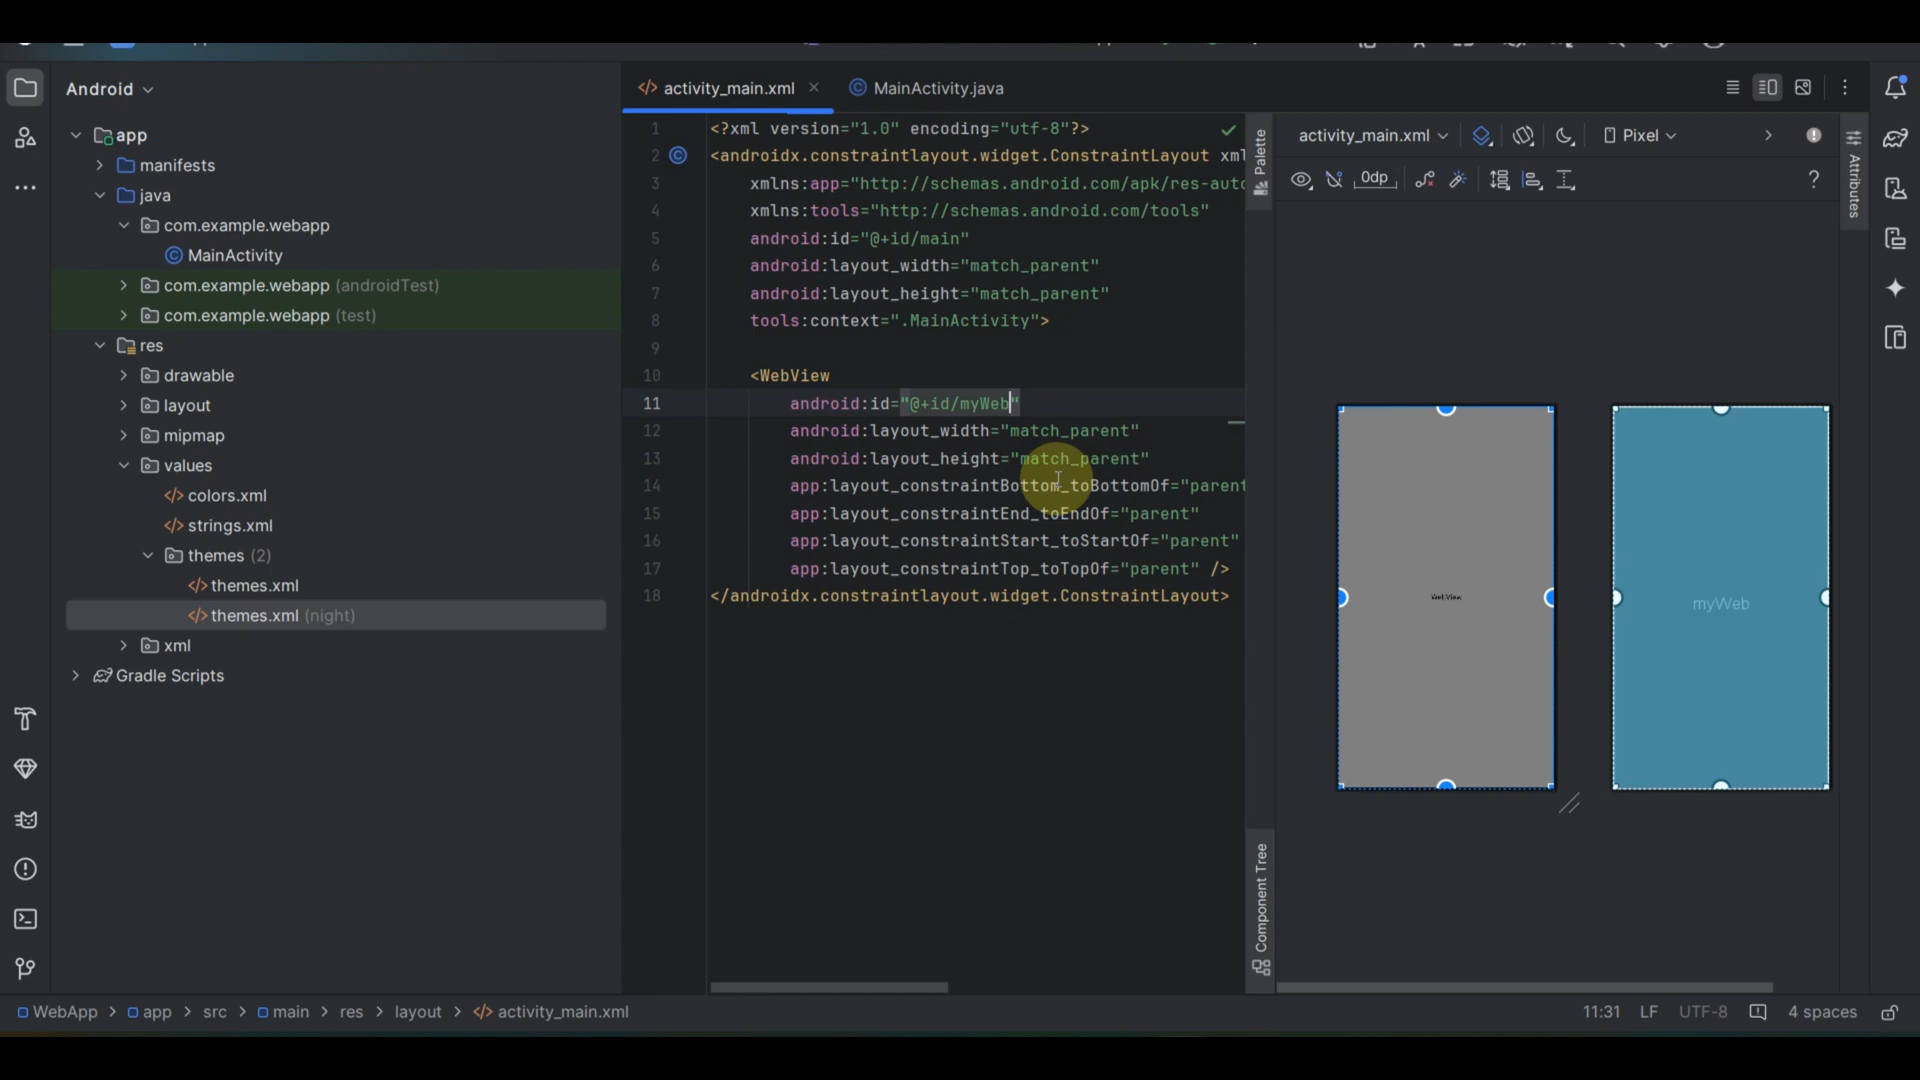 Android
app
manifests
java
com.example.webapp
MainActivity
com.example.webapp (androidTest)
com.example.webapp (test)
res
drawable
layout
mipmap
values
colors.xml
strings.xml
themes (2)
themes.xml
themes.xml (night)
xml
Gradle Scripts
activity_main.xml
MainActivity.java
1 <?xml version="1.0" encoding="utf-8"?>
2 <androidx.constraintlayout.widget.ConstraintLayout xml
3 xmlns:app="http://schemas.android.com/apk/res-auto
4 xmlns:tools="http://schemas.android.com/tools"
5 android:id="@+id/main"
6 android:layout_width="match_parent"
7 android:layout_height="match_parent"
8 tools:context=".MainActivity">
9
10 <WebView
11 android:id="@+id/myWeb"
12 android:layout_width="match_parent"
13 android:layout_height="match_parent"
14 app:layout_constraintBottom_toBottomOf="parent
15 app:layout_constraintEnd_toEndOf="parent"
16 app:layout_constraintStart_toStartOf="parent"
17 app:layout_constraintTop_toTopOf="parent" />
18 </androidx.constraintlayout.widget.ConstraintLayout>
Palette
Component Tree
activity_main.xml
Pixel
0dp
?
Attributes
WebView
myWeb
WebApp > app > src > main > res > layout > activity_main.xml
11:31 LF UTF-8 4 spaces